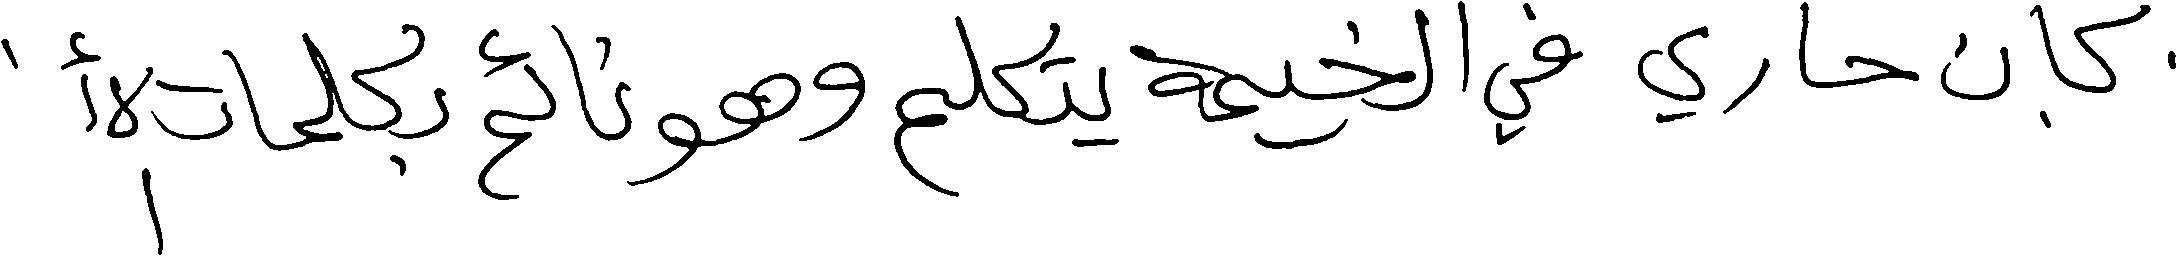 كان جاري في الخيمة يتكلم وهو نائم بكلمات لا أ